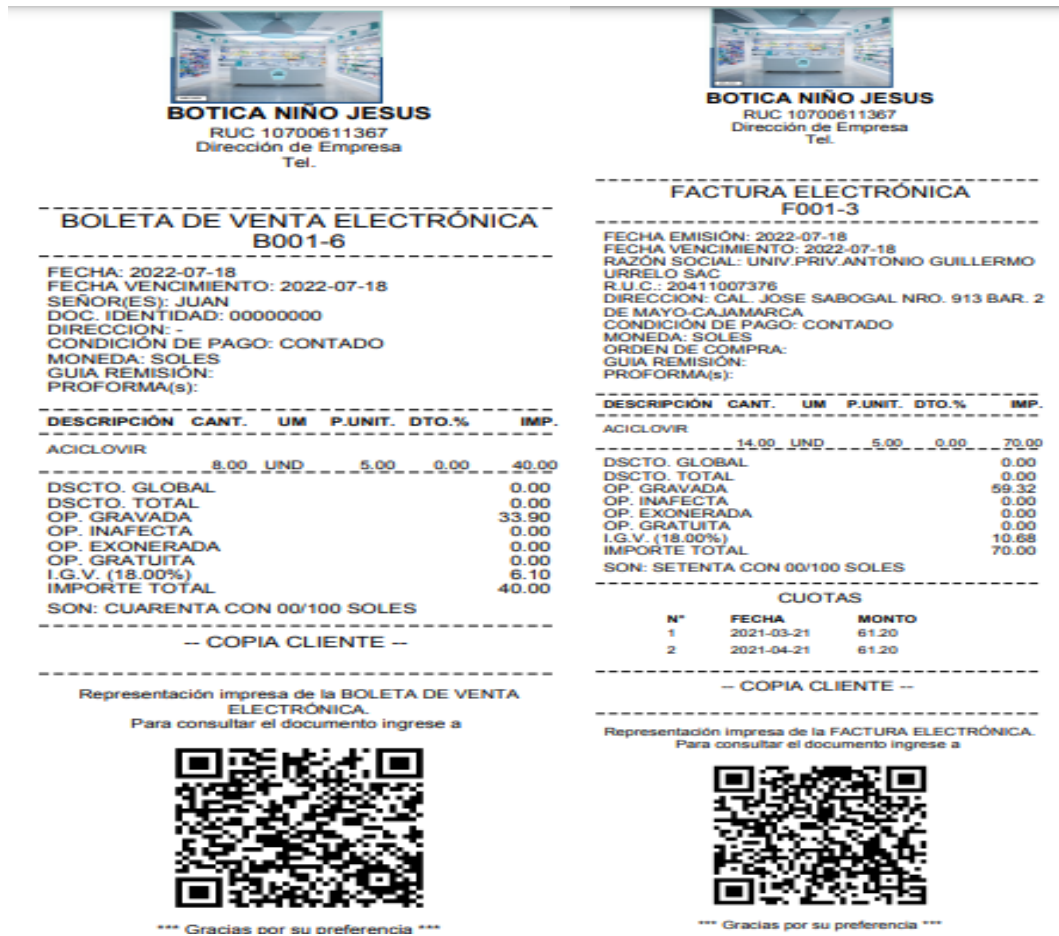 BOTICA NIÑO JESUS
RUC 10700611367
Dirección de Empresa
Tel.
BOLETA DE VENTA ELECTRÓNICA
B001-6
FECHA: 2022-07-18
FECHA VENCIMIENTO: 2022-07-18
SEÑOR(ES): JUAN
DOC. IDENTIDAD: 00000000
DIRECCION: -
CONDICIÓN DE PAGO: CONTADO
MONEDA: SOLES
GUIA REMISIÓN:
PROFORMA(s):
DESCRIPCIÓN CANT. UM P.UNIT. DTO.% IMP.
ACICLOVIR
8.00 UND 5.00 0.00 40.00
DSCTO. GLOBAL 0.00
DSCTO. TOTAL 0.00
OP. GRAVADA 33.90
OP. INAFECTA 0.00
OP. EXONERADA 0.00
OP. GRATUITA 0.00
I.G.V. (18.00%) 6.10
IMPORTE TOTAL 40.00
SON: CUARENTA CON 00/100 SOLES
-- COPIA CLIENTE --
Representación impresa de la BOLETA DE VENTA
ELECTRÓNICA.
Para consultar el documento ingrese a
*** Gracias por su preferencia ***
BOTICA NIÑO JESUS
RUC 10700611367
Dirección de Empresa
Tel.
FACTURA ELECTRÓNICA
F001-3
FECHA EMISIÓN: 2022-07-18
FECHA VENCIMIENTO: 2022-07-18
RAZÓN SOCIAL: UNIV.PRIV.ANTONIO GUILLERMO
URRELO SAC
R.U.C.: 20411007376
DIRECCION: CAL. JOSE SABOGAL NRO. 913 BAR. 2
DE MAYO-CAJAMARCA
CONDICIÓN DE PAGO: CONTADO
MONEDA: SOLES
ORDEN DE COMPRA:
GUIA REMISIÓN:
PROFORMA(s):
DESCRIPCIÓN CANT. UM P.UNIT. DTO.% IMP.
ACICLOVIR
14.00 UND 5.00 0.00 70.00
DSCTO. GLOBAL 0.00
DSCTO. TOTAL 0.00
OP. GRAVADA 59.32
OP. INAFECTA 0.00
OP. EXONERADA 0.00
OP. GRATUITA 0.00
I.G.V. (18.00%) 10.68
IMPORTE TOTAL 70.00
SON: SETENTA CON 00/100 SOLES
CUOTAS
N° FECHA MONTO
1 2021-03-21 61.20
2 2021-04-21 61.20
-- COPIA CLIENTE --
Representación impresa de la FACTURA ELECTRÓNICA.
Para consultar el documento ingrese a
*** Gracias por su preferencia ***